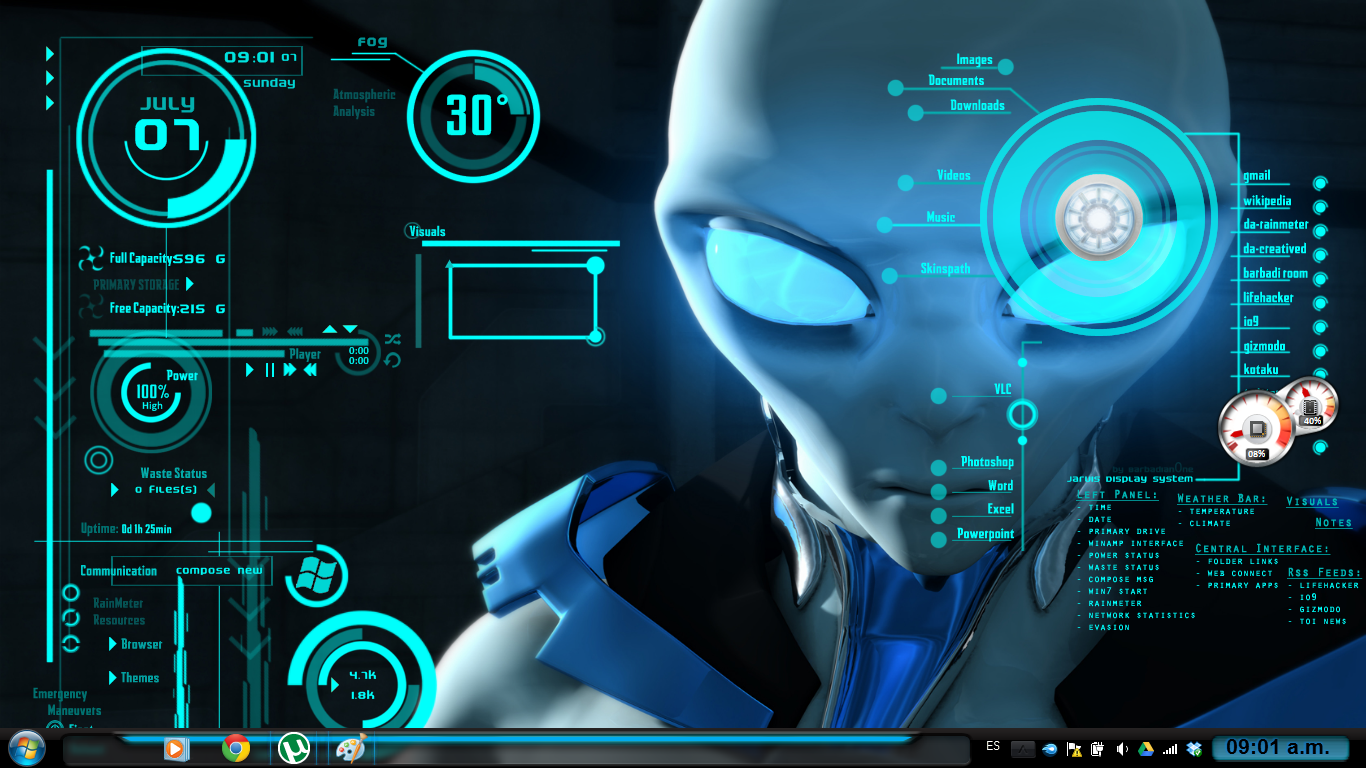 09:01 07
sunday
JULY
07
FOG
Atmospheric
Analysis
30°
Full Capacity:596 G
PRIMARY STORAGE
Free Capacity:215 G
Visuals
Player
0:00
0:00
Power
100%
High
Waste Status
0 Files(s)
Uptime: 0d 1h 25min
Communication
compose new
RainMeter
Resources
Browser
Themes
4.7k
1.8k
Emergency
Maneuvers
Images
Documents
Downloads
Videos
Music
Skinspath
gmail
wikipedia
da-rainmeter
da-creatived
barbadi room
lifehacker
io9
gizmodo
kotaku
40%
08%
VLC
Photoshop
Word
Excel
Powerpoint
by barbadianOne
Jarvis Display System
Left Panel:
- TIME
- DATE
- PRIMARY DRIVE
- WINAMP INTERFACE
- POWER STATUS
- WASTE STATUS
- COMPOSE MSG
- WIN7 START
- RAINMETER
- NETWORK STATISTICS
- EVASION
Weather Bar:
- TEMPERATURE
- CLIMATE
Visuals
Notes
Central Interface:
- FOLDER LINKS
- WEB CONNECT
- PRIMARY APPS
Rss Feeds:
- LIFEHACKER
- IO9
- GIZMODO
- TOI NEWS
ES
09:01 a.m.